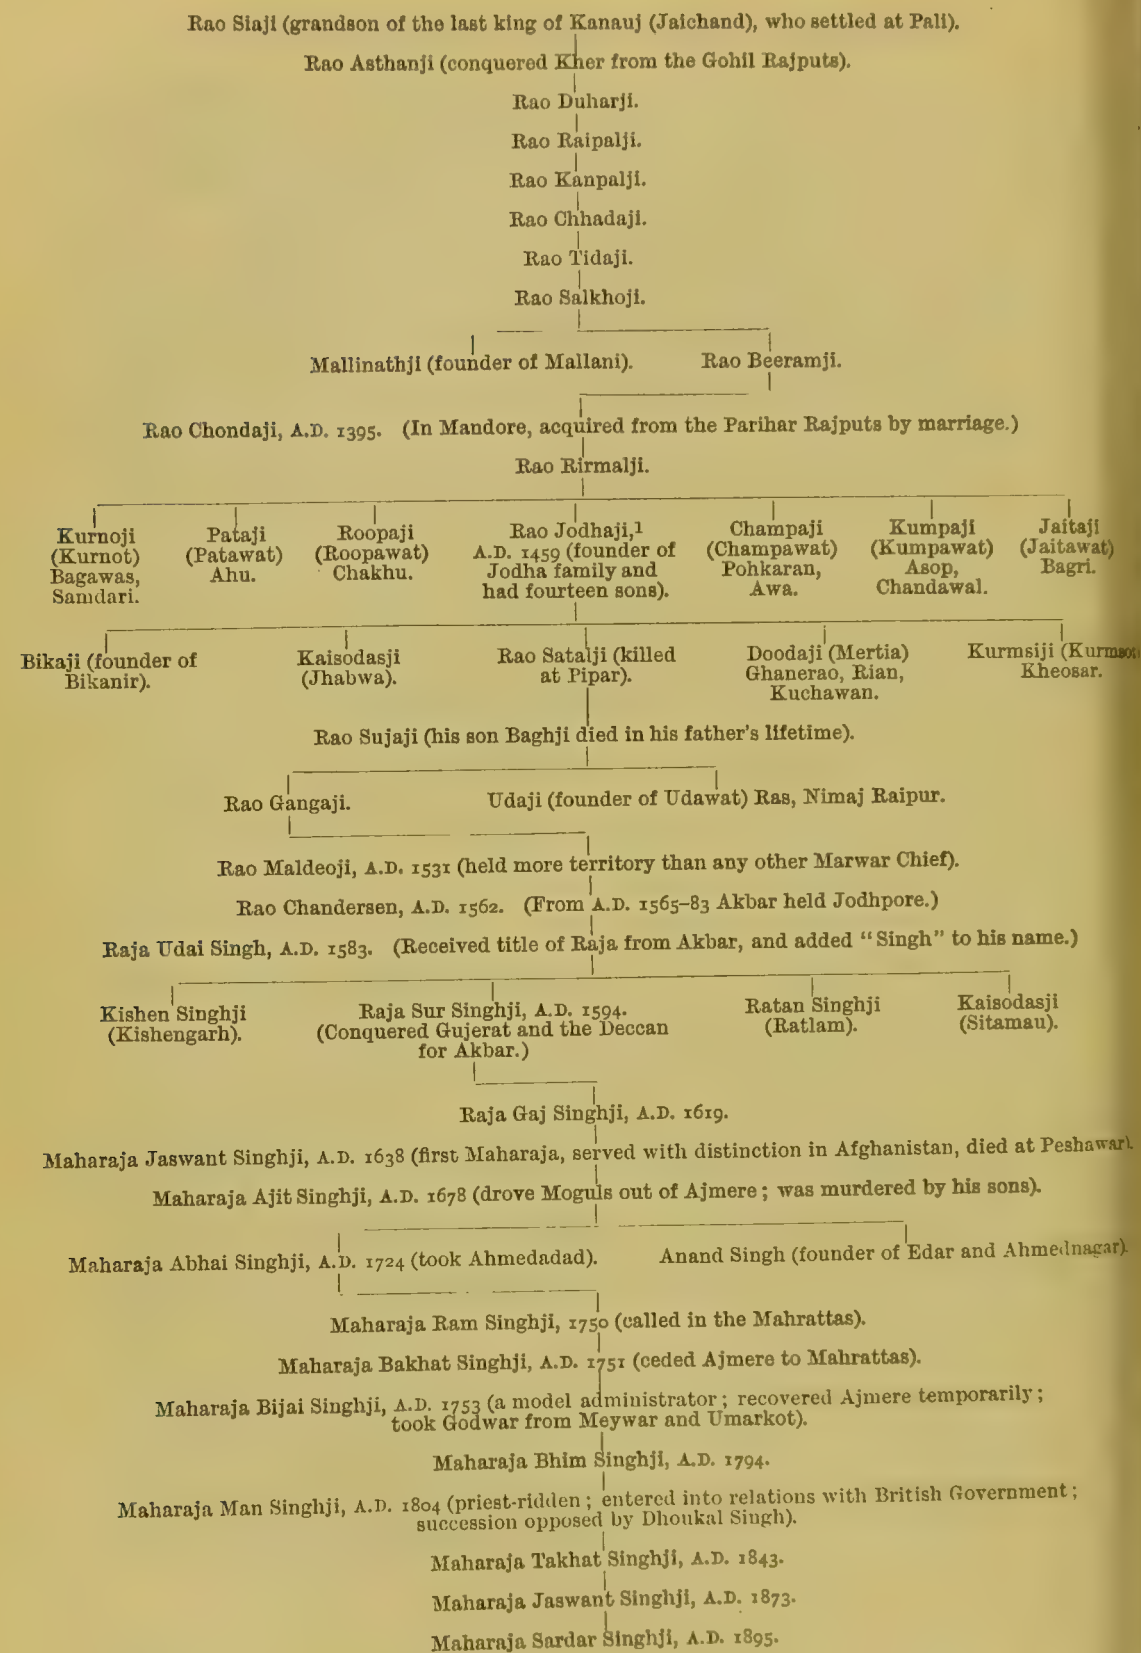 Rao Siaji (grandson of the last king of Kanauj (Jaichand), who settled at Pali).
Rao Asthanji (conquered Kher from the Gohil Rajputs).
Rao Duharji.
Rao Raipalji.
Rao Kanpalji.
Rao Chhadaji.
Rao Tidaji.
Rao Salkhoji.
Mallinathji (founder of Mallani). Rao Beeramji.
Rao Chondaji, A.D. 1395. (In Mandore, acquired from the Parihar Rajputs by marriage.)
Rao Rirmalji.
Kurnoji
(Kurnot)
Bagawas,
Samdari.
Pataji
(Patawat)
Ahu.
Roopaji
(Roopawat)
Chakhu.
Rao Jodhaji,1
A.D. 1459 (founder of
Jodha family and
had fourteen sons).
Champaji
(Champawat)
Pohkaran,
Awa.
Kumpaji
(Kumpawat)
Asop,
Chandawal.
Jaitaji
(Jaitawat)
Bagri.
Bikaji (founder of
Bikanir).
Kaisodasji
(Jhabwa).
Rao Satalji (killed
at Pipar).
Doodaji (Mertia)
Ghanerao, Rian,
Kuchawan.
Kurmsiji
Kheosar.
Rao Sujaji (his son Baghji died in his father's lifetime).
Rao Gangaji. Udaji (founder of Udawat) Ras, Nimaj Raipur.
Rao Maldeoji, A.D. 1531 (held more territory than any other Marwar Chief).
Rao Chandersen, A.D. 1562. (From A.D. 1565–83 Akbar held Jodhpore.)
Raja Udai Singh, A.D. 1583. (Received title of Raja from Akbar, and added "Singh" to his name.)
Kishen Singhji
(Kishengarh).
Raja Sur Singhji, A.D. 1594.
(Conquered Gujerat and the Deccan
for Akbar.)
Ratan Singhji
(Ratlam).
Kaisodasji
(Sitamau).
Raja Gaj Singhji, A.D. 1619.
Maharaja Jaswant Singhji, A.D. 1638 (first Maharaja, served with distinction in Afghanistan, died at Peshawar).
Maharaja Ajit Singhji, A.D. 1678 (drove Moguls out of Ajmere; was murdered by his sons).
Maharaja Abhai Singhji, A.D. 1724 (took Ahmedadad). Anand Singh (founder of Edar and Ahmednagar).
Maharaja Ram Singhji, 1750 (called in the Mahrattas).
Maharaja Bakhat Singhji, A.D. 1751 (ceded Ajmere to Mahrattas).
Maharaja Bijai Singhji, A.D. 1753 (a model administrator; recovered Ajmere temporarily;
took Godwar from Meywar and Umarkot).
Maharaja Bhim Singhji, A.D. 1794.
Maharaja Man Singhji, A.D. 1804 (priest-ridden; entered into relations with British Government;
succession opposed by Dhoukal Singh).
Maharaja Takhat Singhji, A.D. 1843.
Maharaja Jaswant Singhji, A.D. 1873.
Maharaja Sardar Singhji, A.D. 1895.